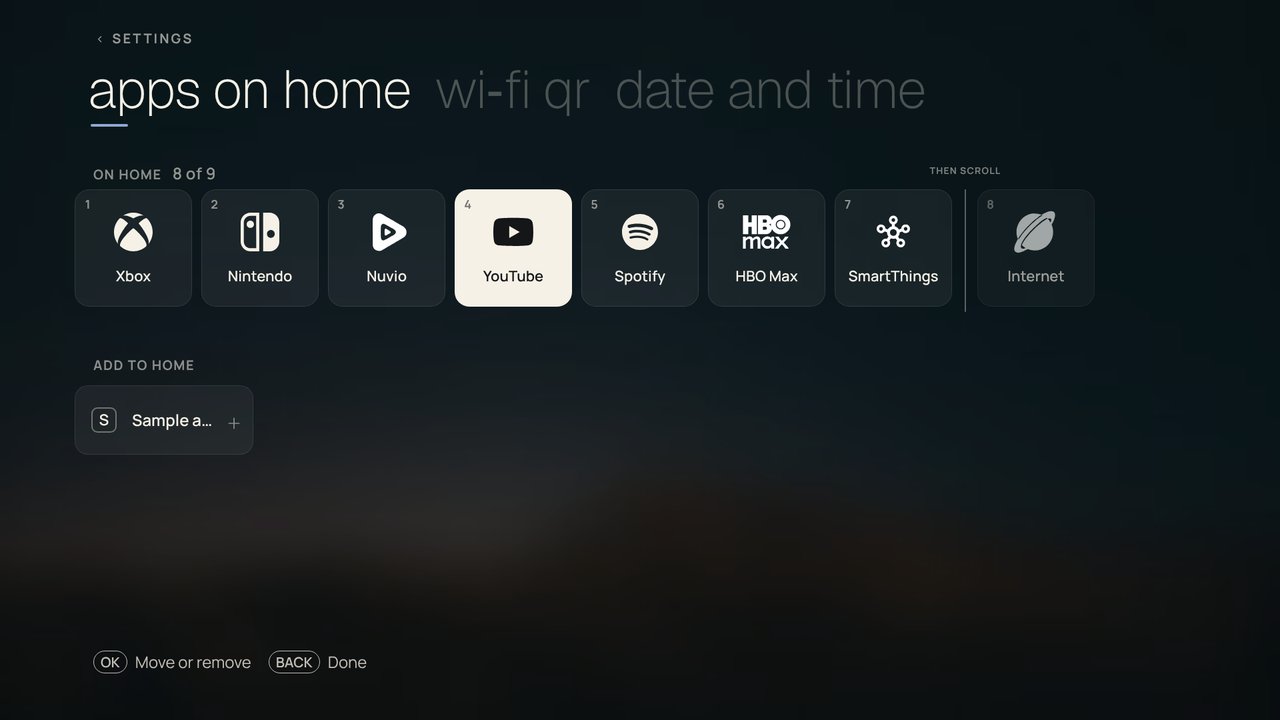 ‹ SETTINGS
apps on home wi-fi qr date and time
ON HOME 8 of 9
THEN SCROLL
1 2 3 4 5 6 7 8
HBO
max
Xbox Nintendo Nuvio YouTube Spotify HBO Max SmartThings Internet
ADD TO HOME
S Sample a... +
OK Move or remove BACK Done